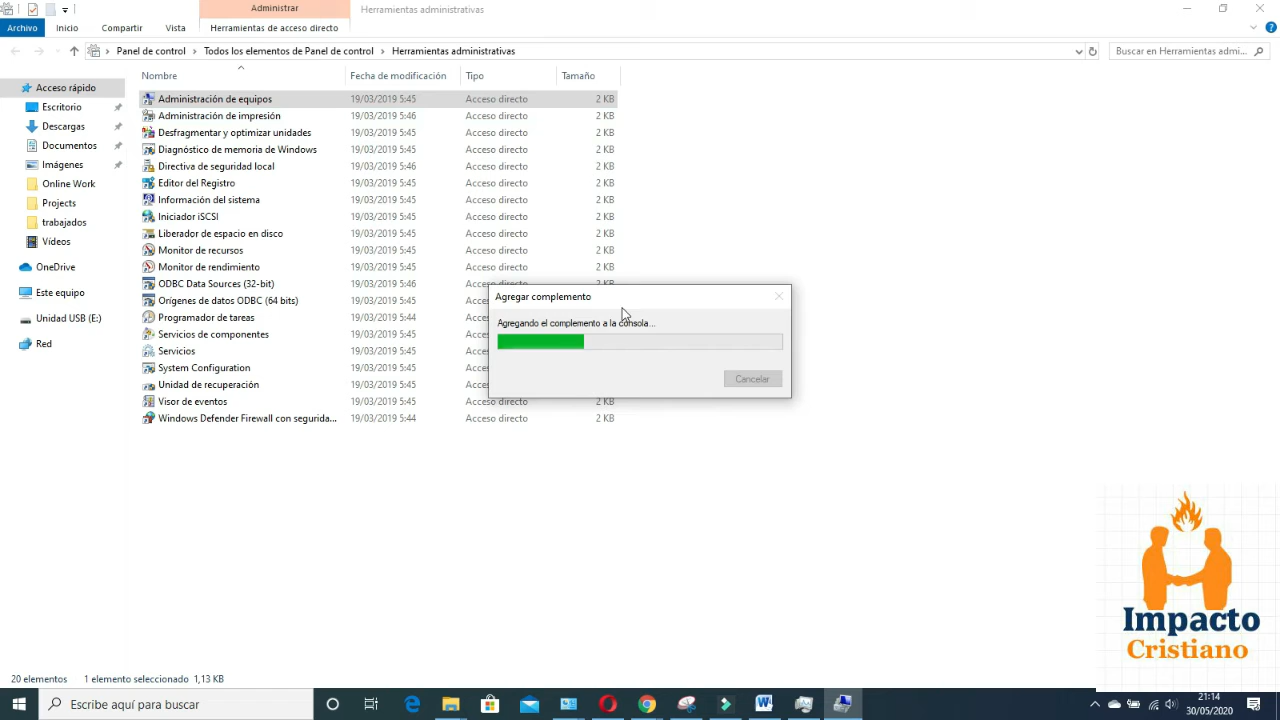 Administrar
Herramientas administrativas
Archivo
Inicio
Compartir
Vista
Herramientas de acceso directo
Panel de control
Todos los elementos de Panel de control
Herramientas administrativas
Buscar en Herramientas admi...
Nombre
Fecha de modificación
Tipo
Tamaño
Acceso rápido
Escritorio
Descargas
Documentos
Imágenes
Online Work
Projects
trabajados
Vídeos
OneDrive
Este equipo
Unidad USB (E:)
Red
Administración de equipos 19/03/2019 5:45 Acceso directo 2 KB
Administración de impresión 19/03/2019 5:46 Acceso directo 2 KB
Desfragmentar y optimizar unidades 19/03/2019 5:45 Acceso directo 2 KB
Diagnóstico de memoria de Windows 19/03/2019 5:45 Acceso directo 2 KB
Directiva de seguridad local 19/03/2019 5:46 Acceso directo 2 KB
Editor del Registro 19/03/2019 5:45 Acceso directo 2 KB
Información del sistema 19/03/2019 5:45 Acceso directo 2 KB
Iniciador iSCSI 19/03/2019 5:45 Acceso directo 2 KB
Liberador de espacio en disco 19/03/2019 5:45 Acceso directo 2 KB
Monitor de recursos 19/03/2019 5:45 Acceso directo 2 KB
Monitor de rendimiento 19/03/2019 5:45 Acceso directo 2 KB
ODBC Data Sources (32-bit) 19/03/2019 5:46 Acceso directo 2 KB
Orígenes de datos ODBC (64 bits) 19/03/2019 5:45
Programador de tareas 19/03/2019 5:44
Servicios de componentes 19/03/2019 5:45
Servicios 19/03/2019 5:45
System Configuration 19/03/2019 5:45
Unidad de recuperación 19/03/2019 5:45
Visor de eventos 19/03/2019 5:45 Acceso directo 2 KB
Windows Defender Firewall con segurida... 19/03/2019 5:44 Acceso directo 2 KB
Agregar complemento
Agregando el complemento a la consola...
Cancelar
Impacto
Cristiano
20 elementos
1 elemento seleccionado 1,13 KB
Escribe aquí para buscar
21:14
30/05/2020